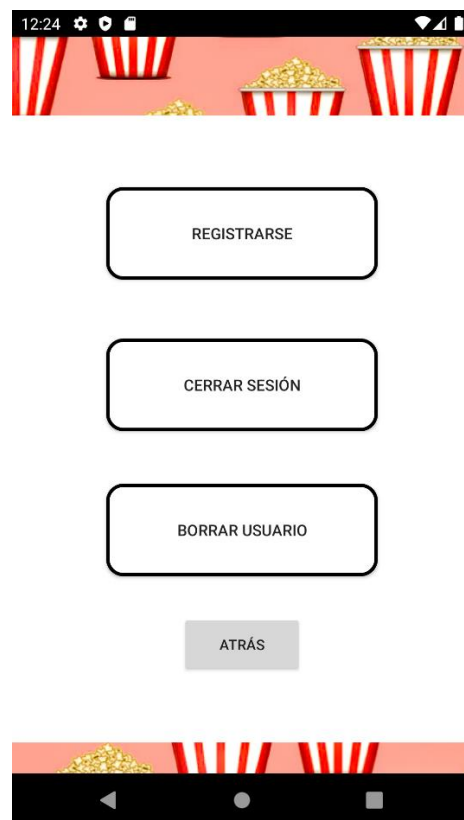 12:24
REGISTRARSE
CERRAR SESIÓN
BORRAR USUARIO
ATRÁS